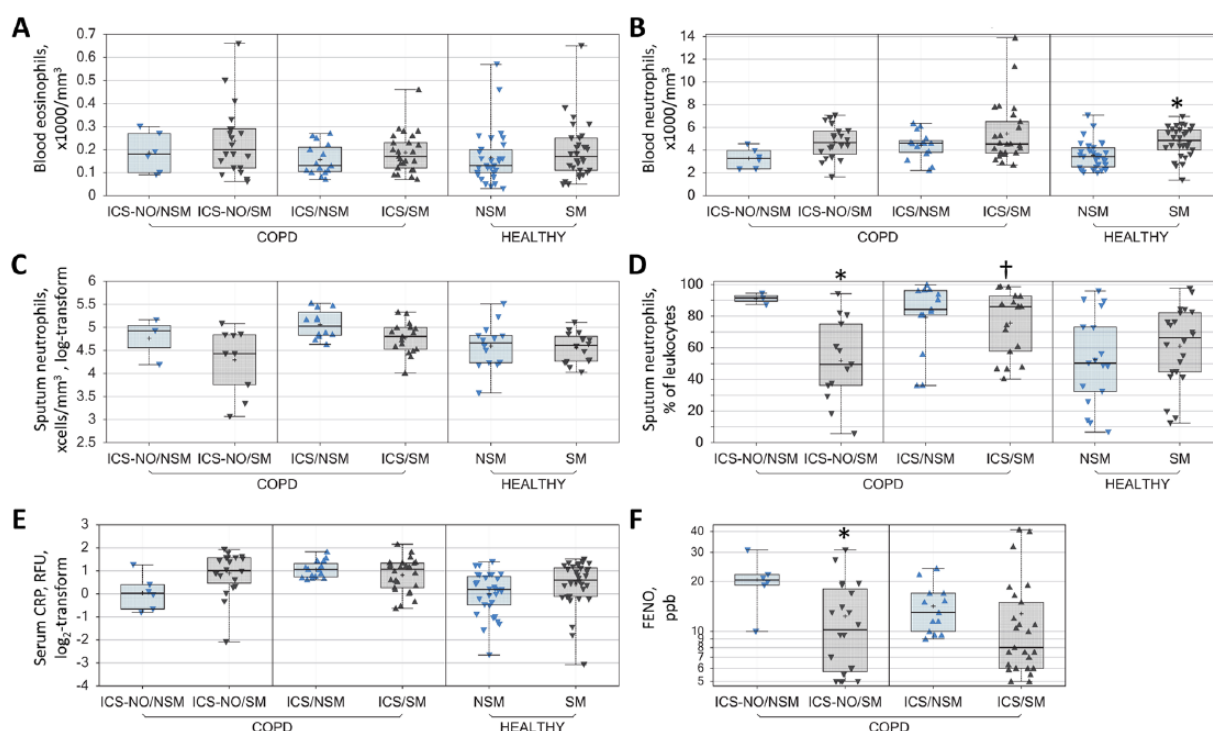 A
Blood eosinophils,
x1000/mm³
0.7
0.6
0.5
0.4
0.3
0.2
0.1
0
ICS-NO/NSM ICS-NO/SM ICS/NSM ICS/SM NSM SM
COPD HEALTHY
B
Blood neutrophils,
x1000/mm³
14
12
10
8
6
4
2
0
*
ICS-NO/NSM ICS-NO/SM ICS/NSM ICS/SM NSM SM
COPD HEALTHY
C
Sputum neutrophils,
xcells/mm³, log-transform
6
5.5
5
4.5
4
3.5
3
2.5
ICS-NO/NSM ICS-NO/SM ICS/NSM ICS/SM NSM SM
COPD HEALTHY
D
Sputum neutrophils,
% of leukocytes
100
80
60
40
20
0
* †
ICS-NO/NSM ICS-NO/SM ICS/NSM ICS/SM NSM SM
COPD HEALTHY
E
Serum CRP, RFU,
log₂-transform
3
2
1
0
-1
-2
-3
-4
ICS-NO/NSM ICS-NO/SM ICS/NSM ICS/SM NSM SM
COPD HEALTHY
F
FENO,
ppb
40
30
20
10
9
8
7
6
5
*
ICS-NO/NSM ICS-NO/SM ICS/NSM ICS/SM
COPD